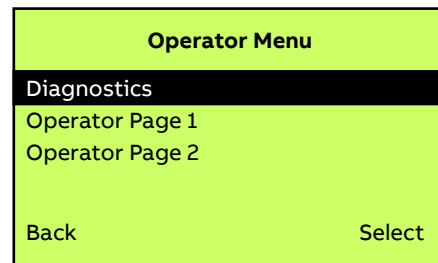 Operator Menu
Diagnostics
Operator Page 1
Operator Page 2
Back Select